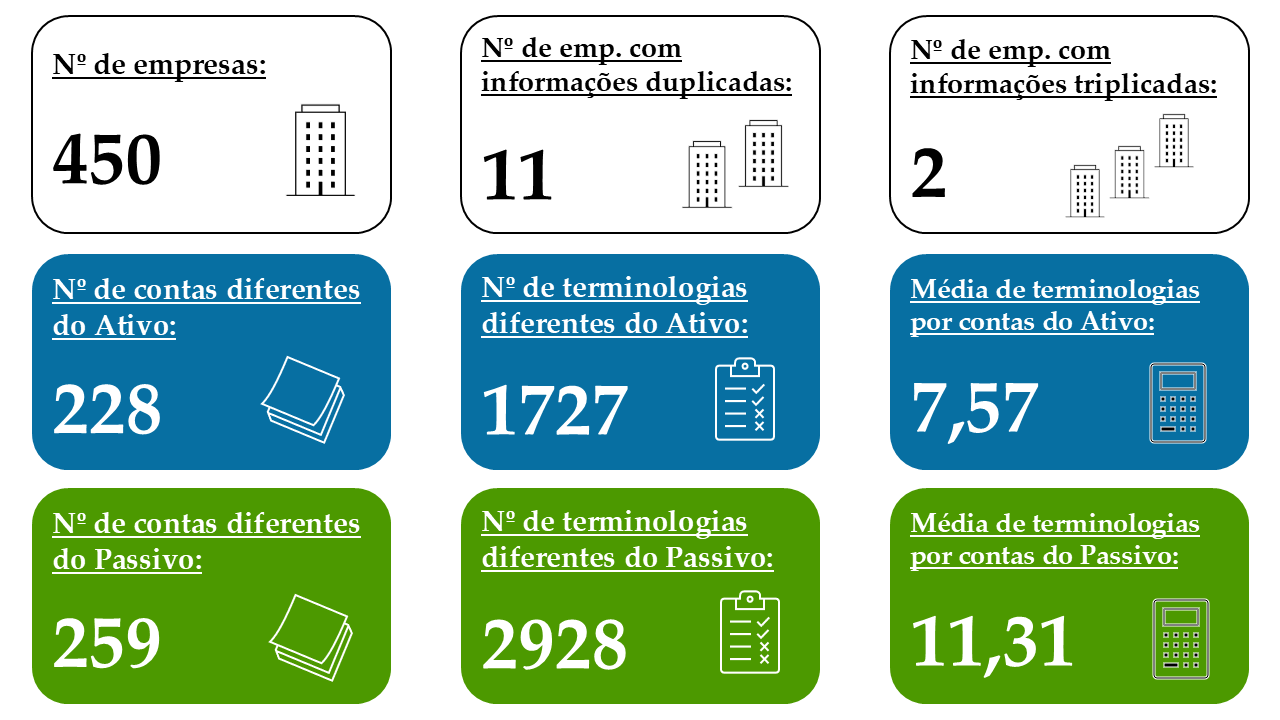 Nº de empresas:
450
Nº de emp. com
informações duplicadas:
11
Nº de emp. com
informações triplicadas:
2
Nº de contas diferentes
do Ativo:
228
Nº de terminologias
diferentes do Ativo:
1727
Média de terminologias
por contas do Ativo:
7,57
Nº de contas diferentes
do Passivo:
259
Nº de terminologias
diferentes do Passivo:
2928
Média de terminologias
por contas do Passivo:
11,31